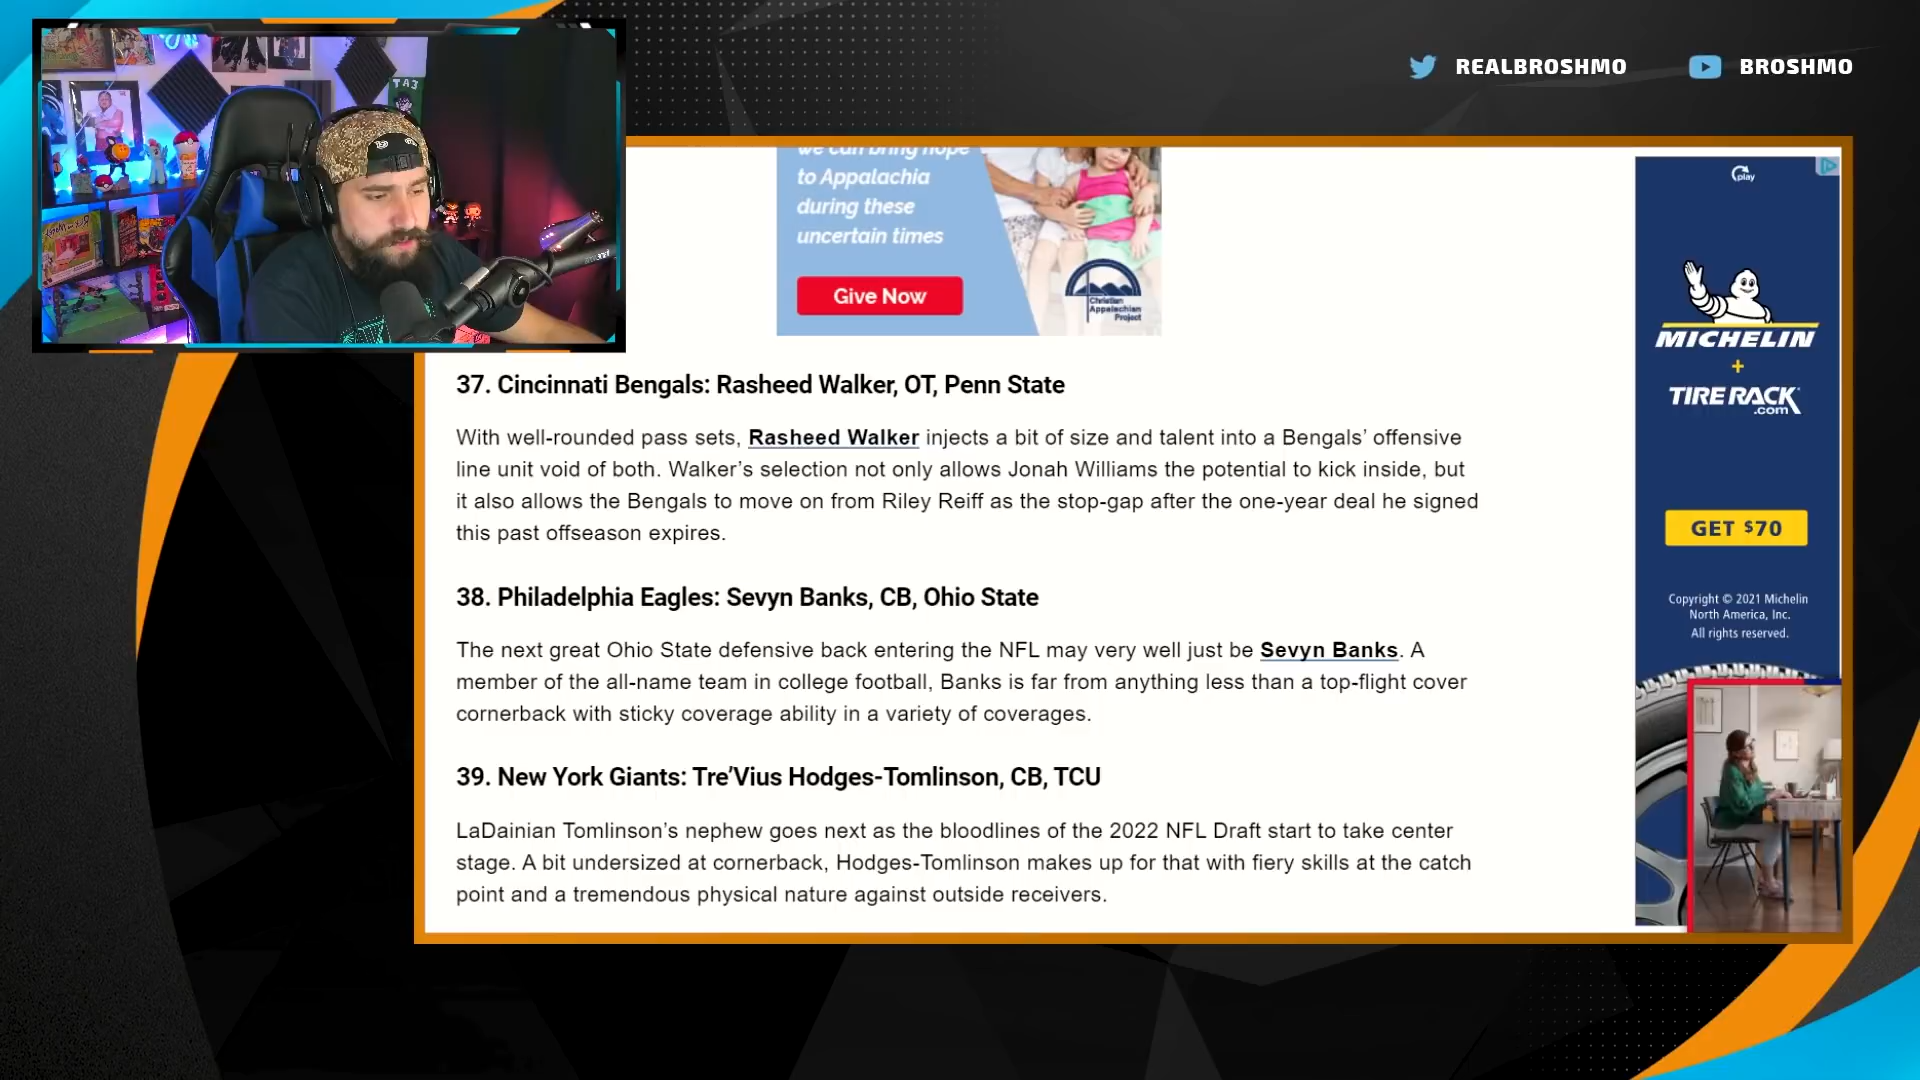 TA3
REALBROSHMO
BROSHMO
we can bring hope
to Appalachia
during these
uncertain times
Give Now
Christian
Appalachian
Project
play
MICHELIN
+
TIRE RACK
.com
GET $70
Copyright © 2021 Michelin
North America, Inc.
All rights reserved.
37. Cincinnati Bengals: Rasheed Walker, OT, Penn State
With well-rounded pass sets, Rasheed Walker injects a bit of size and talent into a Bengals’ offensive
line unit void of both. Walker’s selection not only allows Jonah Williams the potential to kick inside, but
it also allows the Bengals to move on from Riley Reiff as the stop-gap after the one-year deal he signed
this past offseason expires.
38. Philadelphia Eagles: Sevyn Banks, CB, Ohio State
The next great Ohio State defensive back entering the NFL may very well just be Sevyn Banks. A
member of the all-name team in college football, Banks is far from anything less than a top-flight cover
cornerback with sticky coverage ability in a variety of coverages.
39. New York Giants: Tre’Vius Hodges-Tomlinson, CB, TCU
LaDainian Tomlinson’s nephew goes next as the bloodlines of the 2022 NFL Draft start to take center
stage. A bit undersized at cornerback, Hodges-Tomlinson makes up for that with fiery skills at the catch
point and a tremendous physical nature against outside receivers.